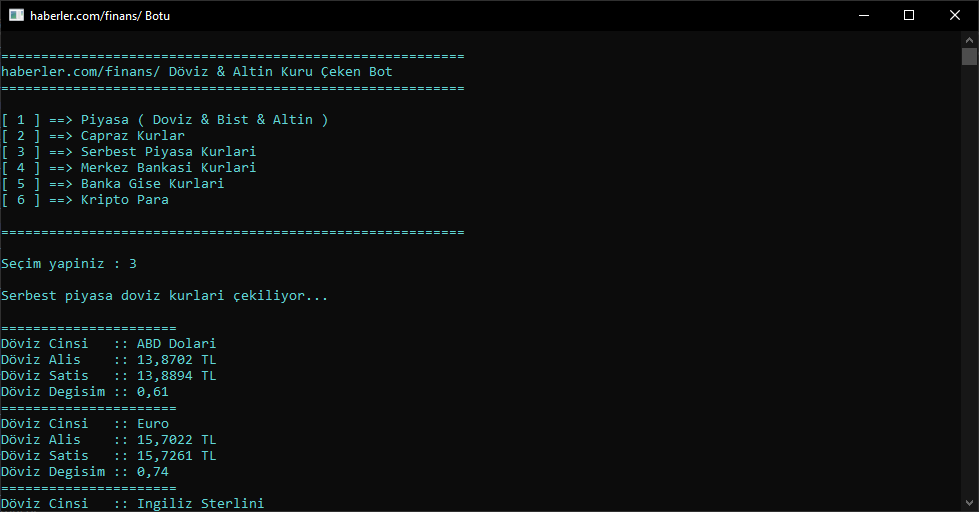 haberler.com/finans/ Botu
==========================================================
haberler.com/finans/ Döviz & Altin Kuru Çeken Bot
==========================================================
[ 1 ] ==> Piyasa ( Doviz & Bist & Altin )
[ 2 ] ==> Capraz Kurlar
[ 3 ] ==> Serbest Piyasa Kurlari
[ 4 ] ==> Merkez Bankasi Kurlari
[ 5 ] ==> Banka Gise Kurlari
[ 6 ] ==> Kripto Para
==========================================================
Seçim yapiniz : 3
Serbest piyasa doviz kurlari çekiliyor...
======================
Döviz Cinsi   :: ABD Dolari
Döviz Alis    :: 13,8702 TL
Döviz Satis   :: 13,8894 TL
Döviz Degisim :: 0,61
======================
Döviz Cinsi   :: Euro
Döviz Alis    :: 15,7022 TL
Döviz Satis   :: 15,7261 TL
Döviz Degisim :: 0,74
======================
Döviz Cinsi   :: Ingiliz Sterlini